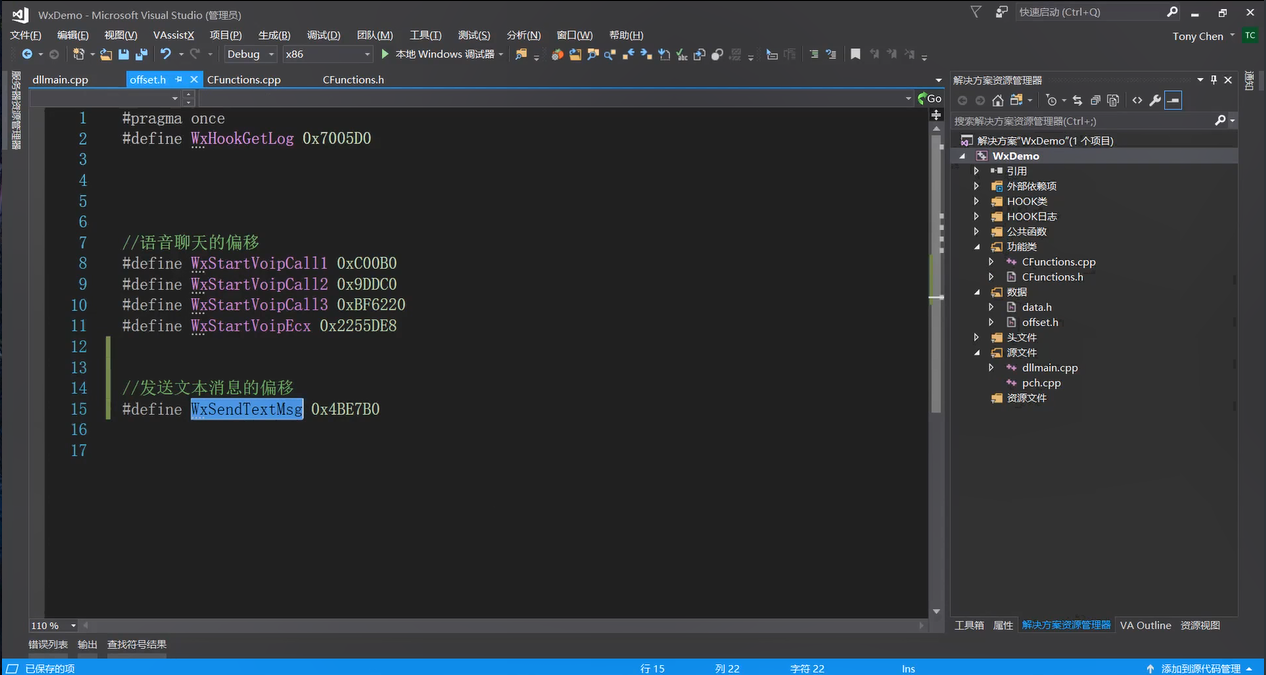 WxDemo - Microsoft Visual Studio (管理员)
快速启动 (Ctrl+Q)
文件(F) 编辑(E) 视图(V) VAssistX 项目(P) 生成(B) 调试(D) 团队(M) 工具(T) 测试(S) 分析(N) 窗口(W) 帮助(H)
Tony Chen TC
Debug x86 本地 Windows 调试器
服务器资源管理器
dllmain.cpp offset.h CFunctions.cpp CFunctions.h
Go
1 #pragma once
2 #define WxHookGetLog 0x7005D0
3
4
5
6
7 //语音聊天的偏移
8 #define WxStartVoipCall1 0xC00B0
9 #define WxStartVoipCall2 0x9DDC0
10 #define WxStartVoipCall3 0xBF6220
11 #define WxStartVoipEcx 0x2255DE8
12
13
14 //发送文本消息的偏移
15 #define WxSendTextMsg 0x4BE7B0
16
17
110 %
解决方案资源管理器
搜索解决方案资源管理器(Ctrl+;)
解决方案"WxDemo"(1 个项目)
WxDemo
引用
外部依赖项
HOOK类
HOOK日志
公共函数
功能类
CFunctions.cpp
CFunctions.h
数据
data.h
offset.h
头文件
源文件
dllmain.cpp
pch.cpp
资源文件
通知
工具箱 属性 解决方案资源管理器 VA Outline 资源视图
错误列表 输出 查找符号结果
已保存的项 行 15 列 22 字符 22 Ins 添加到源代码管理